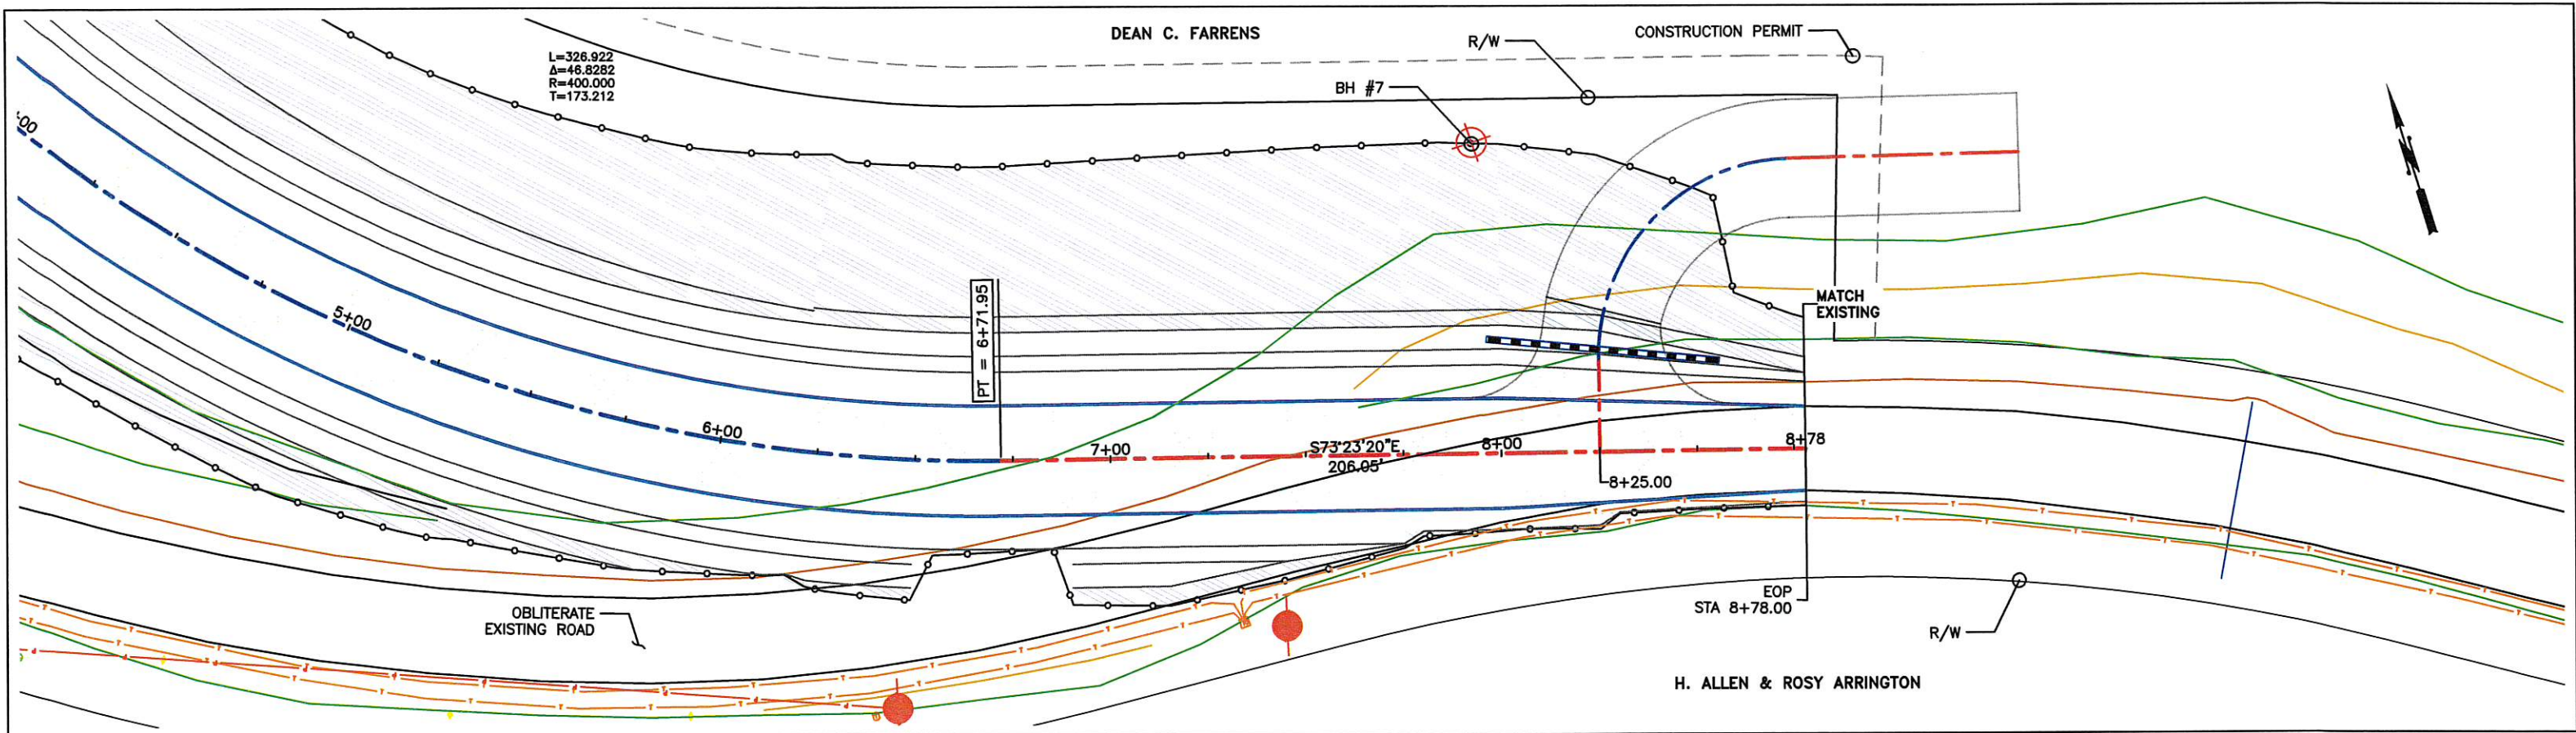 DEAN C. FARRENS
CONSTRUCTION PERMIT
R/W
L=326.922
Δ=46.8282
R=400.000
T=173.212
BH #7
N
5+00
6+00
PT = 6+71.95
7+00
S73°23'20"E
206.05'
8+00
8+78
8+25.00
MATCH
EXISTING
OBLITERATE
EXISTING ROAD
EOP
STA 8+78.00
R/W
H. ALLEN & ROSY ARRINGTON